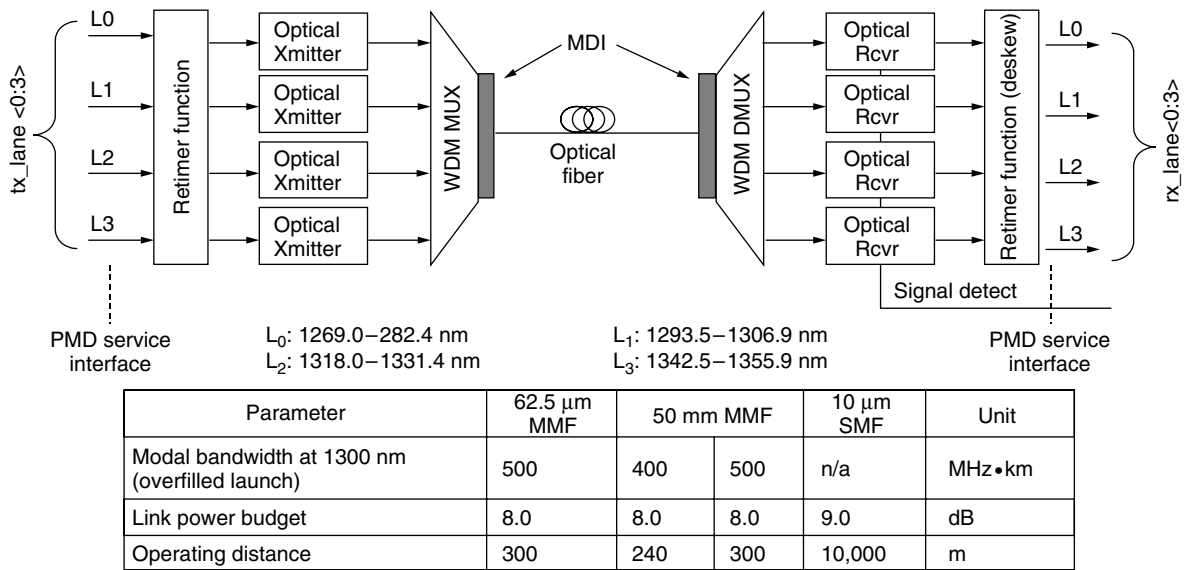 tx_lane <0:3>
L0
L1
L2
L3
Retimer function
Optical
Xmitter
Optical
Xmitter
Optical
Xmitter
Optical
Xmitter
WDM MUX
MDI
Optical
fiber
WDM DMUX
Optical
Rcvr
Optical
Rcvr
Optical
Rcvr
Optical
Rcvr
Retimer function (deskew)
L0
L1
L2
L3
rx_lane<0:3>
Signal detect
PMD service
interface
L0: 1269.0–282.4 nm
L1: 1293.5–1306.9 nm
L2: 1318.0–1331.4 nm
L3: 1342.5–1355.9 nm
PMD service
interface
Parameter
62.5 μm
MMF
50 mm MMF
10 μm
SMF
Unit
Modal bandwidth at 1300 nm
(overfilled launch)
500
400
500
n/a
MHz•km
Link power budget
8.0
8.0
8.0
9.0
dB
Operating distance
300
240
300
10,000
m